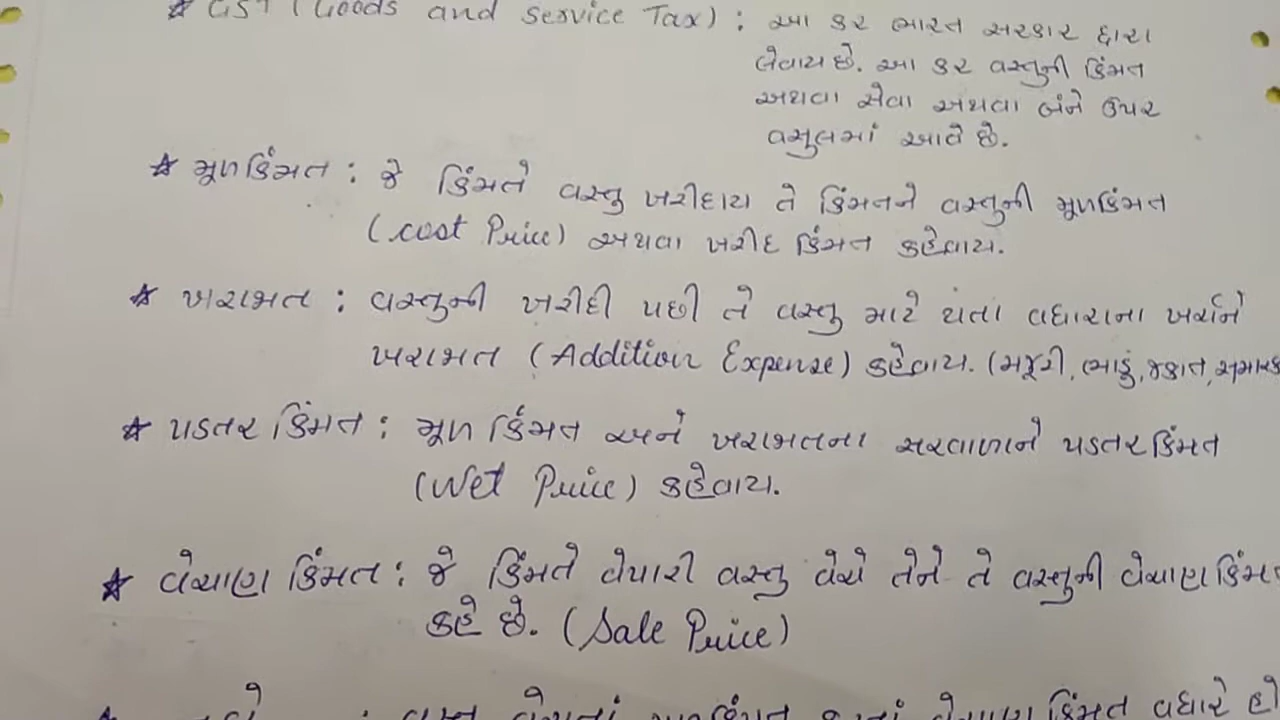 * GST (Goods and Service Tax) : આ કર ભારત સરકાર દ્વારા
લેવાય છે. આ કર વસ્તુની કિંમત
અથવા સેવા અથવા બંને ઉપર
વસુલમાં આવે છે.
* મૂળકિંમત : જે કિંમતે વસ્તુ ખરીદાય તે કિંમતને વસ્તુની મૂળકિંમત
(cost Price) અથવા ખરીદ કિંમત કહેવાય.
* ખરાજાત : વસ્તુની ખરીદી પછી તે વસ્તુ માટે થતા વધારાના ખર્ચને
ખરાજાત (Addition Expense) કહેવાય. (મજૂરી, ભાડું, જકાત,
* પડતર કિંમત : મૂળ કિંમત અને ખરાજાતના સરવાળાને પડતર કિંમત
(Wet Price) કહેવાય.
* વેચાણ કિંમત : જે કિંમતે વેપારી વસ્તુ વેચે તેને તે વસ્તુની વેચાણ કિંમત
કહે છે. (Sale Price)
વેચાણ કિંમત વધારે